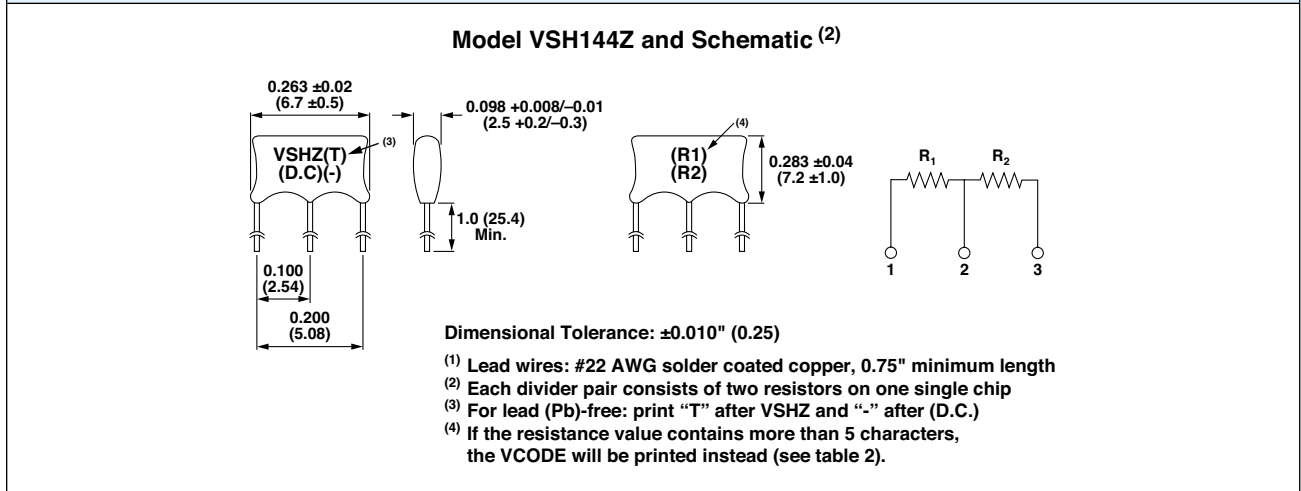 Model VSH144Z and Schematic (2)
0.263 ±0.02
(6.7 ±0.5)
0.098 +0.008/–0.01
(2.5 +0.2/–0.3)
VSHZ(T)
(D.C)(-)
(3)
1.0 (25.4)
Min.
0.100
(2.54)
0.200
(5.08)
(4)
(R1)
(R2)
0.283 ±0.04
(7.2 ±1.0)
R1 R2
1 2 3
Dimensional Tolerance: ±0.010" (0.25)
(1) Lead wires: #22 AWG solder coated copper, 0.75" minimum length
(2) Each divider pair consists of two resistors on one single chip
(3) For lead (Pb)-free: print “T” after VSHZ and “-” after (D.C.)
(4) If the resistance value contains more than 5 characters,
the VCODE will be printed instead (see table 2).